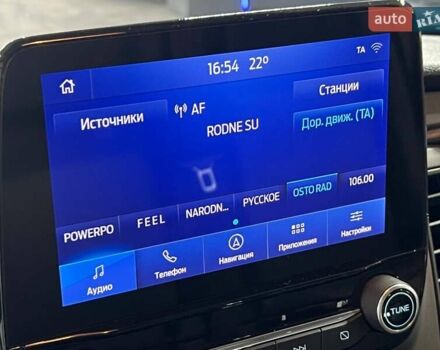 auto RIA
16:54 22° TA
Источники
AF
Станции
RODNE SU
Дор. движ. (TA)
POWERPO FEEL NARODN... РУССКОЕ OSTO RAD 106.00
Аудио Телефон Навигация Приложения Настройки
TUNE